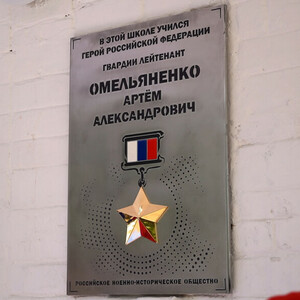 В ЭТОЙ ШКОЛЕ УЧИЛСЯ
ГЕРОЙ РОССИЙСКОЙ ФЕДЕРАЦИИ
ГВАРДИИ ЛЕЙТЕНАНТ
ОМЕЛЬЯНЕНКО
АРТЁМ
АЛЕКСАНДРОВИЧ
РОССИЙСКОЕ ВОЕННО-ИСТОРИЧЕСКОЕ ОБЩЕСТВО